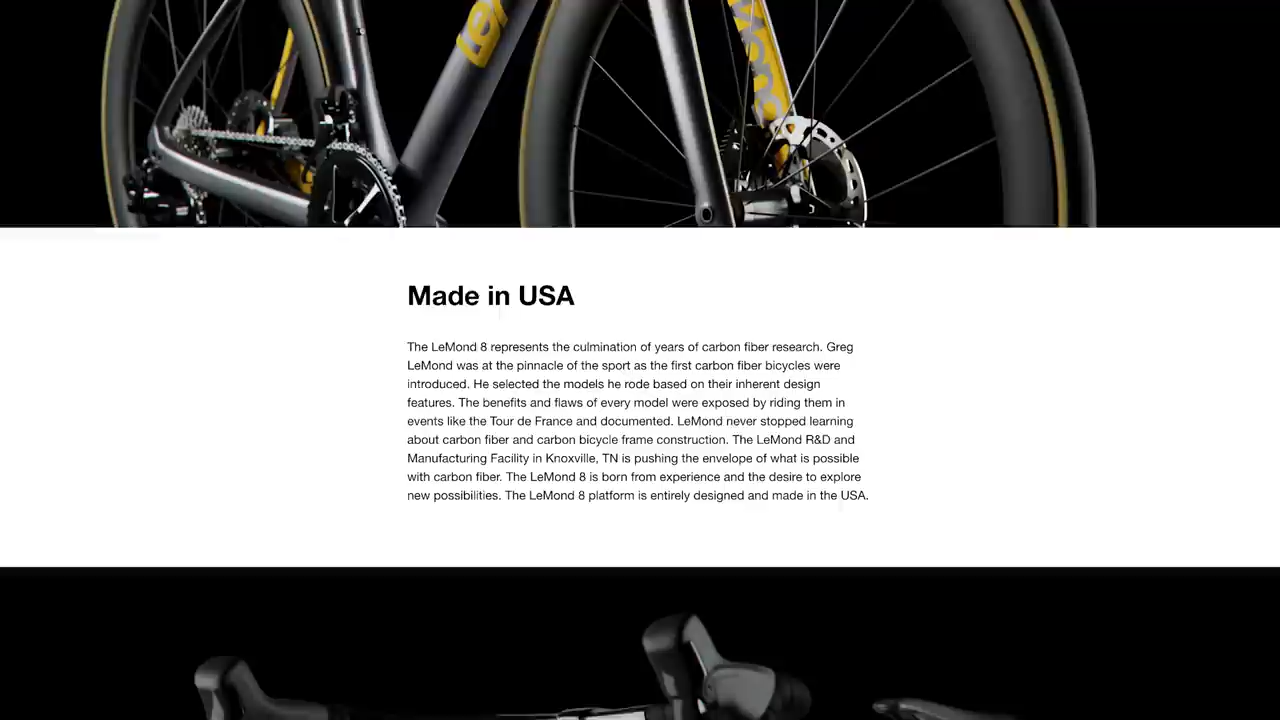 Le
Mond
Made in USA
The LeMond 8 represents the culmination of years of carbon fiber research. Greg
LeMond was at the pinnacle of the sport as the first carbon fiber bicycles were
introduced. He selected the models he rode based on their inherent design
features. The benefits and flaws of every model were exposed by riding them in
events like the Tour de France and documented. LeMond never stopped learning
about carbon fiber and carbon bicycle frame construction. The LeMond R&D and
Manufacturing Facility in Knoxville, TN is pushing the envelope of what is possible
with carbon fiber. The LeMond 8 is born from experience and the desire to explore
new possibilities. The LeMond 8 platform is entirely designed and made in the USA.